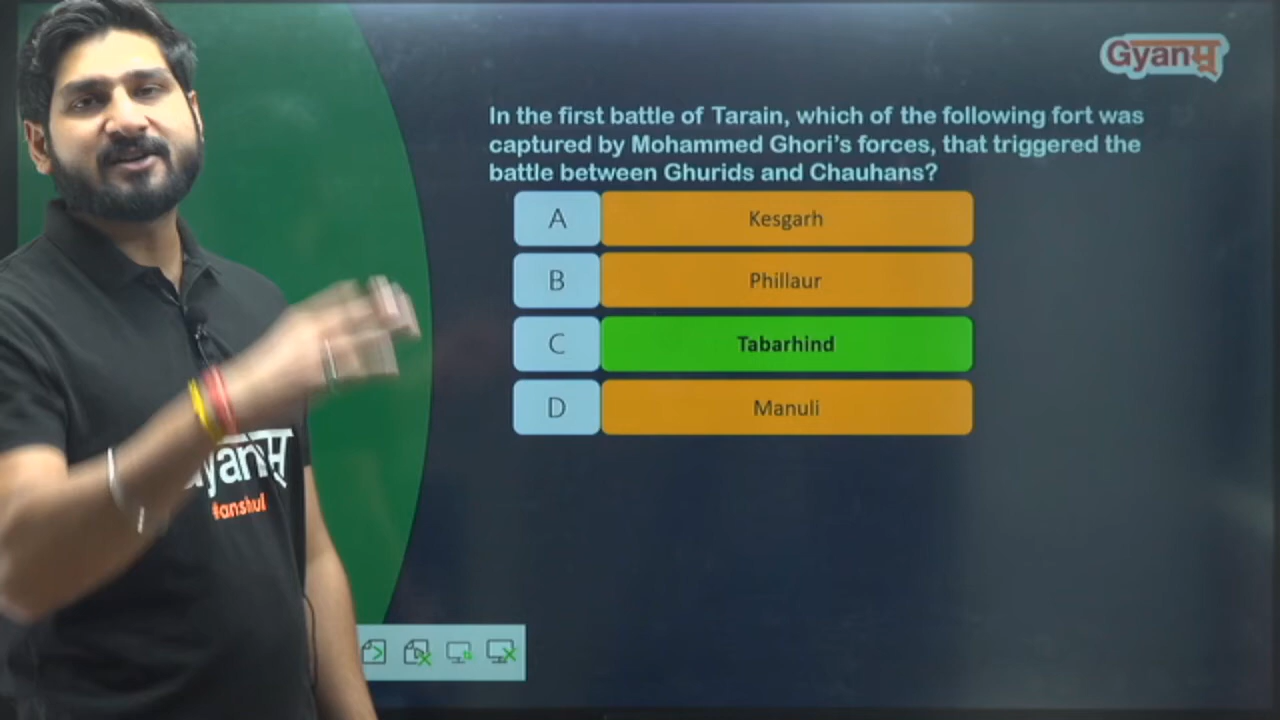 Gyanम्
In the first battle of Tarain, which of the following fort was
captured by Mohammed Ghori's forces, that triggered the
battle between Ghurids and Chauhans?
A Kesgarh
B Phillaur
C Tabarhind
D Manuli
#anshul